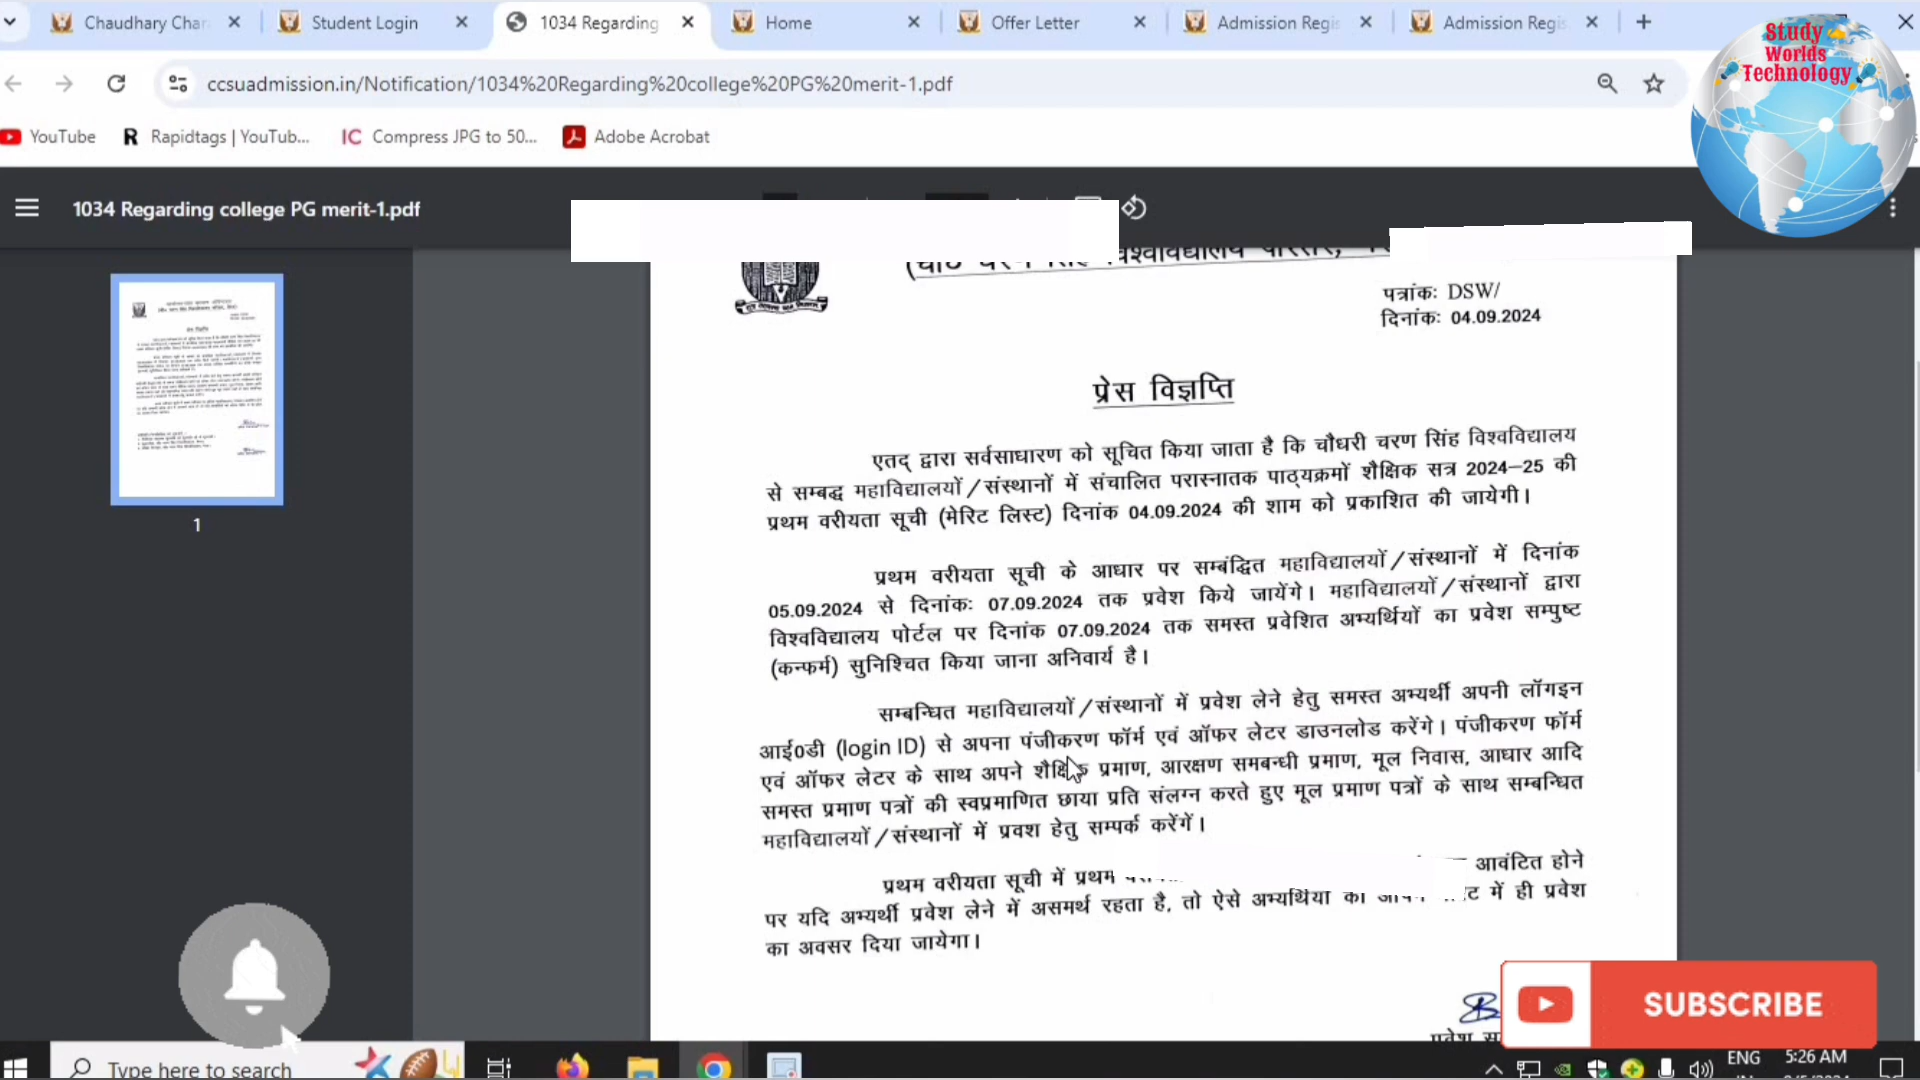 Chaudhary Char
Student Login
1034 Regarding
Home
Offer Letter
Admission Regis
Admission Regis
Study
Worlds
Technology
ccsuadmission.in/Notification/1034%20Regarding%20college%20PG%20merit-1.pdf
YouTube
Rapidtags | YouTub...
IC Compress JPG to 50...
Adobe Acrobat
1034 Regarding college PG merit-1.pdf
पत्रांकः DSW/
दिनांकः 04.09.2024
प्रेस विज्ञप्ति
एतद् द्वारा सर्वसाधारण को सूचित किया जाता है कि चौधरी चरण सिंह विश्वविद्यालय
से सम्बद्ध महाविद्यालयों/संस्थानों में संचालित परास्नातक पाठ्यक्रमों शैक्षिक सत्र 2024–25 की
प्रथम वरीयता सूची (मेरिट लिस्ट) दिनांक 04.09.2024 की शाम को प्रकाशित की जायेगी।
प्रथम वरीयता सूची के आधार पर सम्बंद्धित महाविद्यालयों/संस्थानों में दिनांक
05.09.2024 से दिनांकः 07.09.2024 तक प्रवेश किये जायेंगे। महाविद्यालयों/संस्थानों द्वारा
विश्वविद्यालय पोर्टल पर दिनांक 07.09.2024 तक समस्त प्रवेशित अभ्यर्थियों का प्रवेश सम्पुष्ट
(कन्फर्म) सुनिश्चित किया जाना अनिवार्य है।
सम्बन्धित महाविद्यालयों/संस्थानों में प्रवेश लेने हेतु समस्त अभ्यर्थी अपनी लॉगइन
आई0डी (login ID) से अपना पंजीकरण फॉर्म एवं ऑफर लेटर डाउनलोड करेंगे। पंजीकरण फॉर्म
एवं ऑफर लेटर के साथ अपने शैक्षिक प्रमाण, आरक्षण समबन्धी प्रमाण, मूल निवास, आधार आदि
समस्त प्रमाण पत्रों की स्वप्रमाणित छाया प्रति संलग्न करते हुए मूल प्रमाण पत्रों के साथ सम्बन्धित
महाविद्यालयों/संस्थानों में प्रवश हेतु सम्पर्क करेंगें।
प्रथम वरीयता सूची में प्रथम आवंटित होने
पर यदि अभ्यर्थी प्रवेश लेने में असमर्थ रहता है, तो ऐसे में ही प्रवेश
का अवसर दिया जायेगा।
1
SUBSCRIBE
Type here to search
ENG
5:26 AM